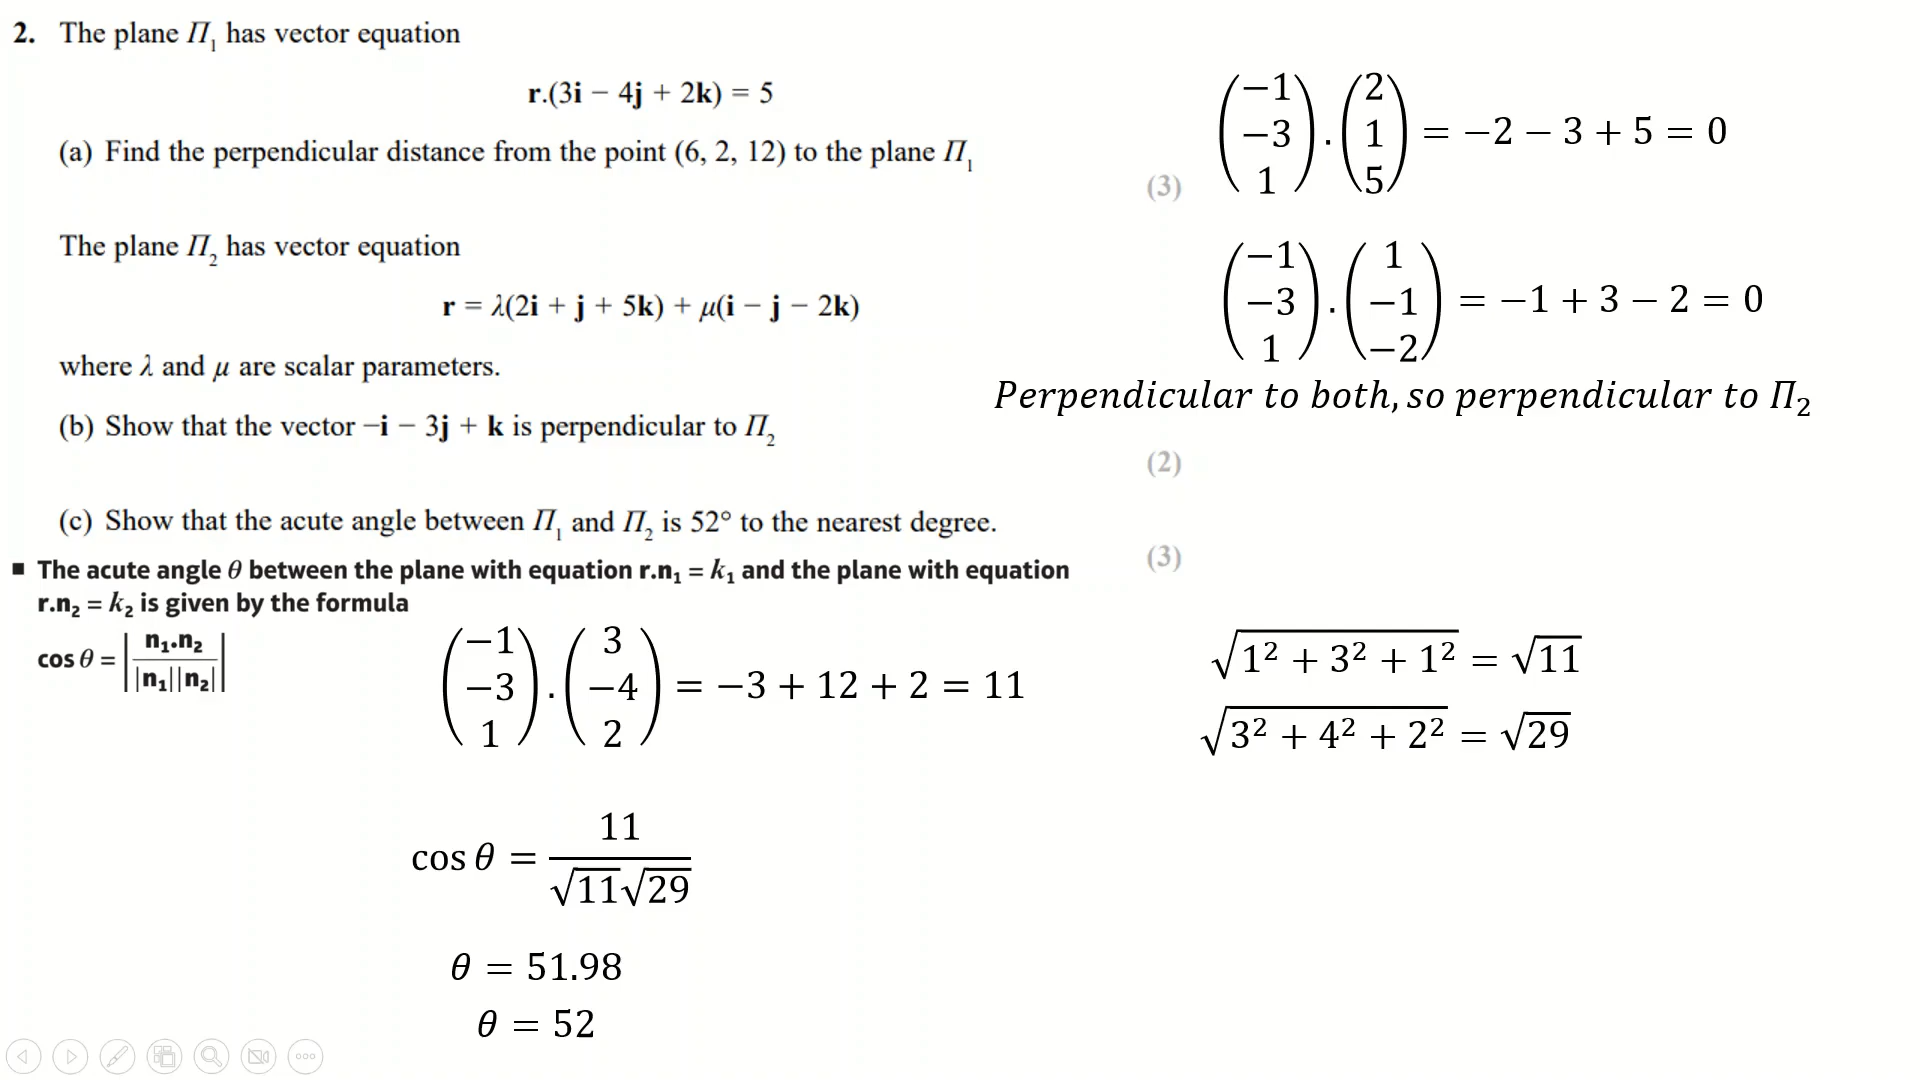 2. The plane Π₁ has vector equation
r.(3i − 4j + 2k) = 5
(a) Find the perpendicular distance from the point (6, 2, 12) to the plane Π₁
(3)
The plane Π₂ has vector equation
r = λ(2i + j + 5k) + μ(i − j − 2k)
where λ and μ are scalar parameters.
(b) Show that the vector −i − 3j + k is perpendicular to Π₂
(2)
(c) Show that the acute angle between Π₁ and Π₂ is 52° to the nearest degree.
(3)
(−1 −3 1) . (2 1 5) = −2 − 3 + 5 = 0
(−1 −3 1) . (1 −1 −2) = −1 + 3 − 2 = 0
Perpendicular to both, so perpendicular to Π₂
■ The acute angle θ between the plane with equation r.n₁ = k₁ and the plane with equation
r.n₂ = k₂ is given by the formula
cos θ = |n₁.n₂ / |n₁||n₂||
(−1 −3 1) . (3 −4 2) = −3 + 12 + 2 = 11
√(1² + 3² + 1²) = √11
√(3² + 4² + 2²) = √29
cos θ = 11 / √11√29
θ = 51.98
θ = 52